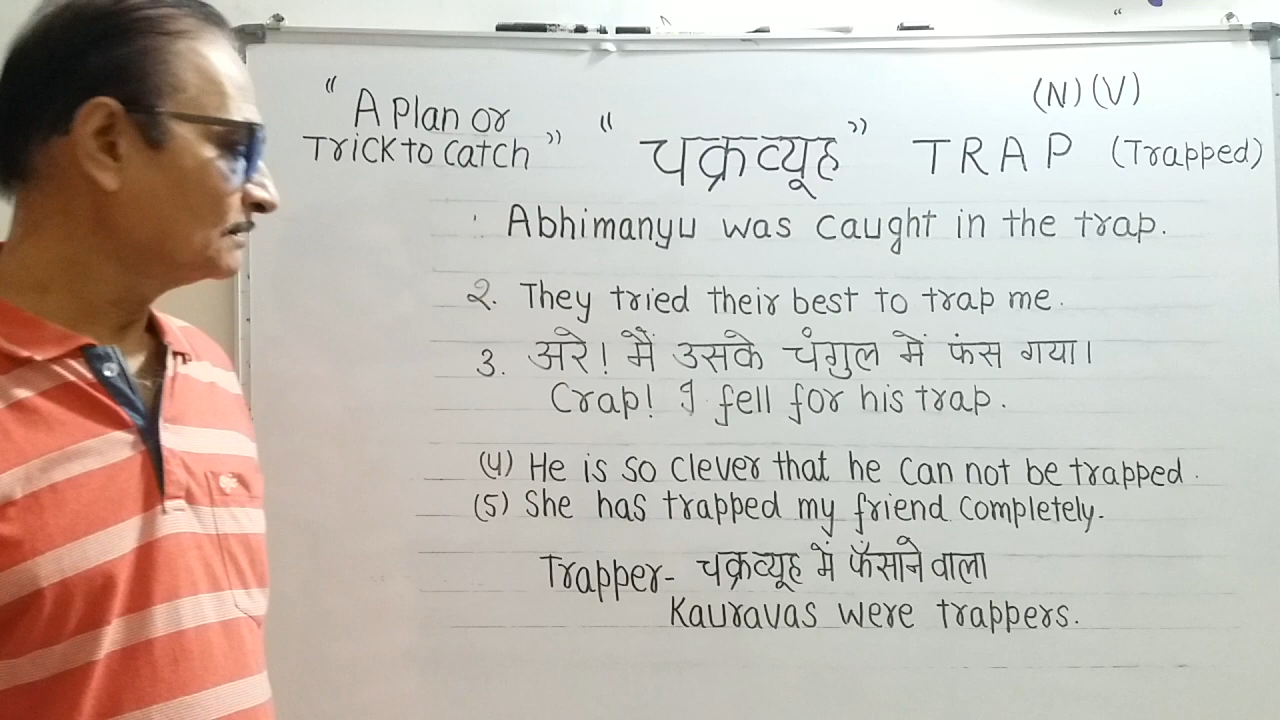 "A Plan or
Trick to catch" "चक्रव्यूह" TRAP (N)(V) (Trapped)
Abhimanyu was caught in the trap.
२. They tried their best to trap me.
3. अरे! मैं उसके चंगुल में फंस गया।
Crap! I fell for his trap.
(4) He is so clever that he can not be trapped.
(5) She has trapped my friend completely.
Trapper- चक्रव्यूह में फँसाने वाला
Kauravas were trappers.